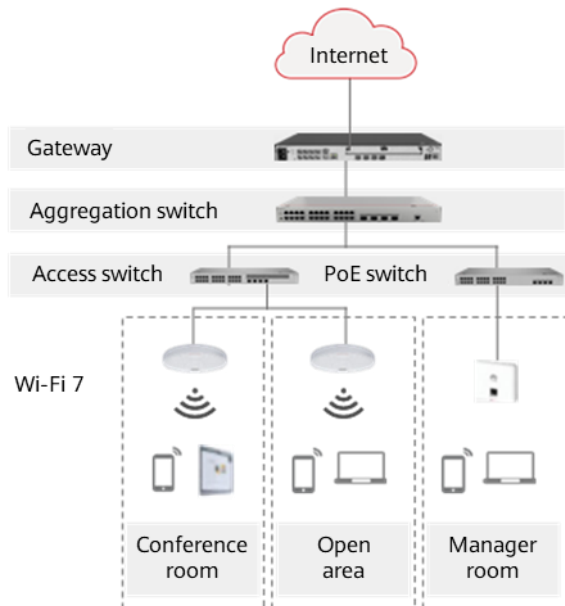 Internet
Gateway
Aggregation switch
Access switch
PoE switch
Wi-Fi 7
Conference
room
Open
area
Manager
room